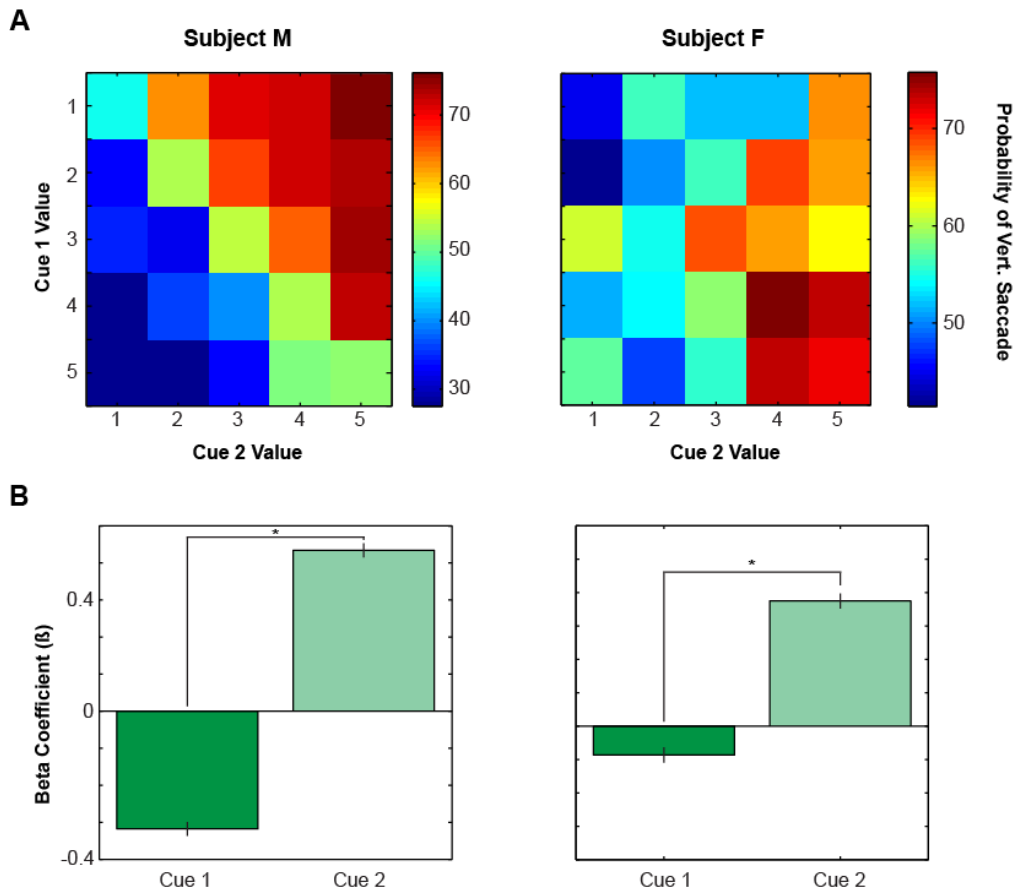 A
Subject M
Subject F
Cue 1 Value
1
2
3
4
5
1 2 3 4 5
Cue 2 Value
70
60
50
40
30
1 2 3 4 5
Cue 2 Value
70
60
50
Probability of Vert. Saccade
B
Beta Coefficient (ß)
0.4
0
-0.4
*
Cue 1 Cue 2
*
Cue 1 Cue 2